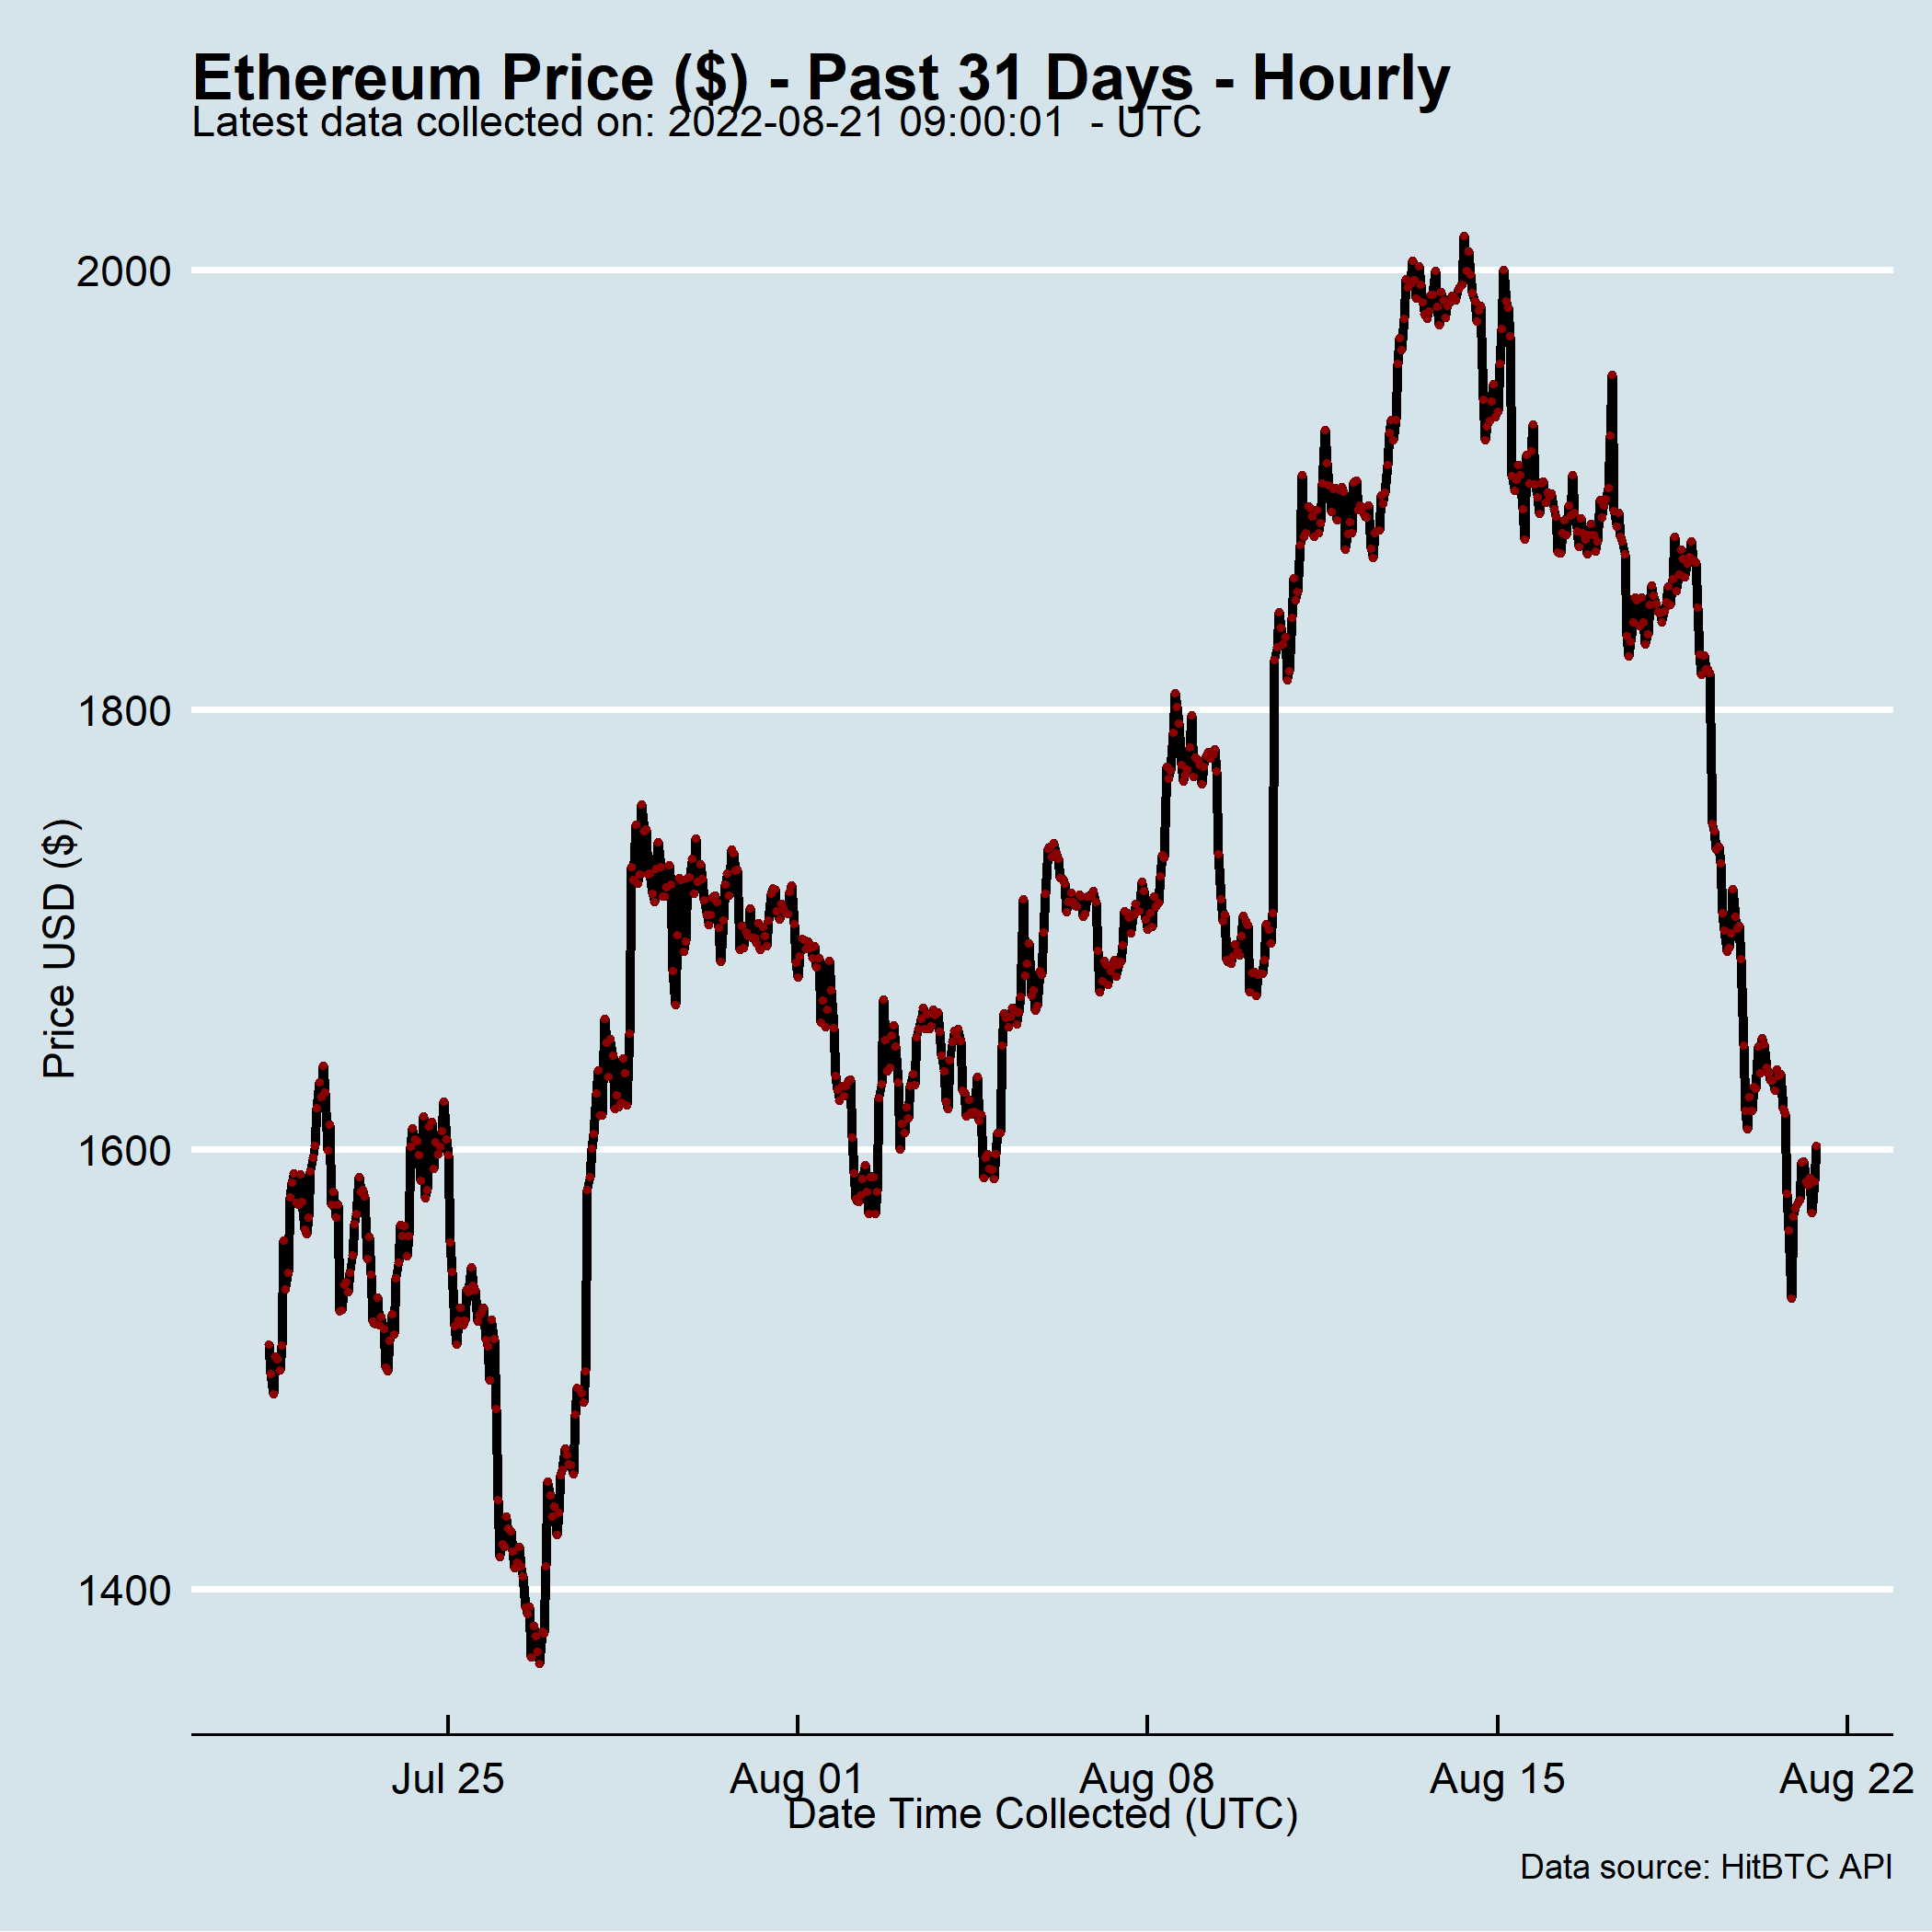 Ethereum Price ($) - Past 31 Days - Hourly
Latest data collected on: 2022-08-21 09:00:01  - UTC
2000
1800
1600
1400
Price USD ($)
Jul 25
Aug 01
Aug 08
Aug 15
Aug 22
Date Time Collected (UTC)
Data source: HitBTC API